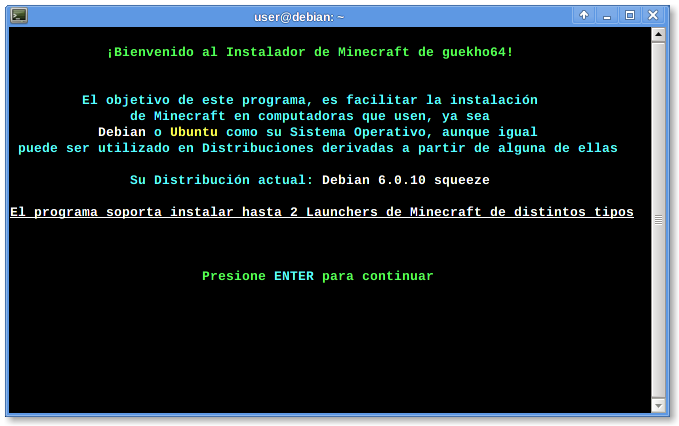 user@debian: ~
¡Bienvenido al Instalador de Minecraft de guekho64!
El objetivo de este programa, es facilitar la instalación
de Minecraft en computadoras que usen, ya sea
Debian o Ubuntu como su Sistema Operativo, aunque igual
puede ser utilizado en Distribuciones derivadas a partir de alguna de ellas
Su Distribución actual: Debian 6.0.10 squeeze
El programa soporta instalar hasta 2 Launchers de Minecraft de distintos tipos
Presione ENTER para continuar